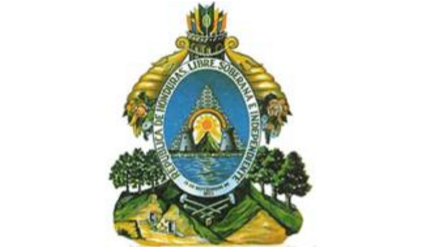 REPUBLICA DE HONDURAS, LIBRE, SOBERANA E INDEPENDIENTE